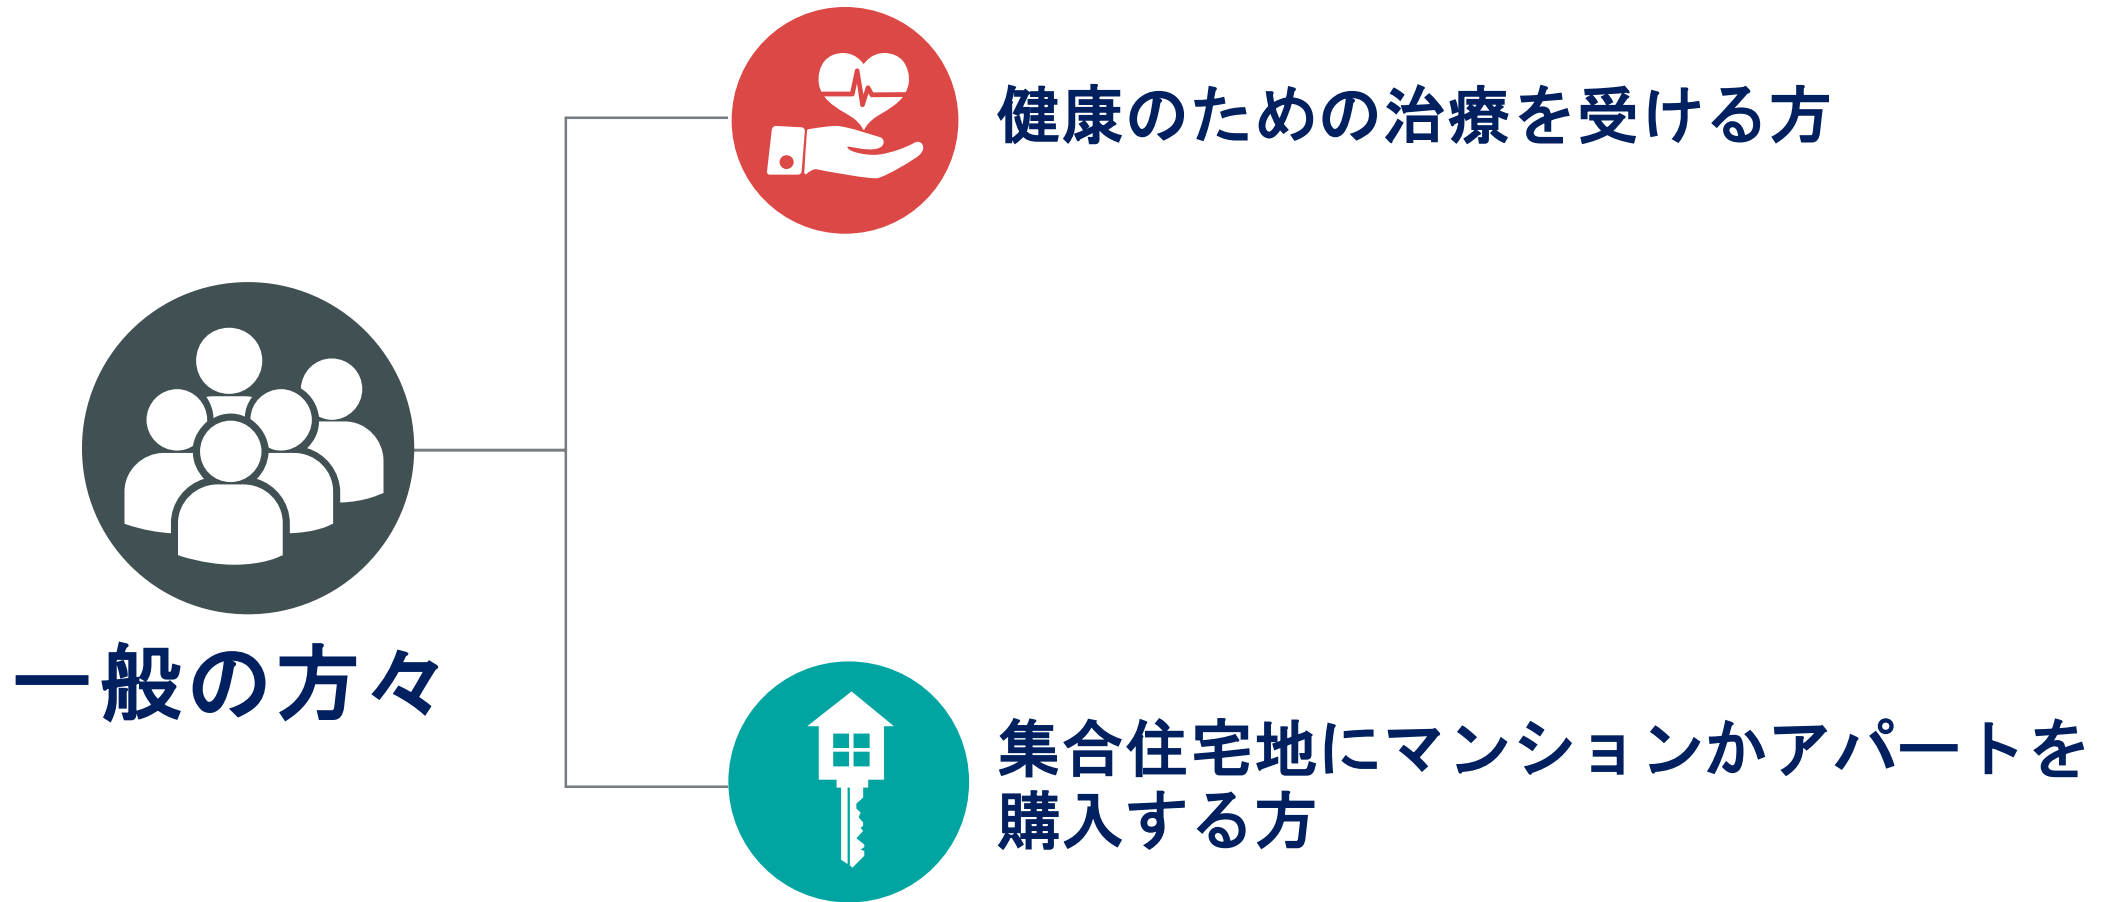 健康のための治療を受ける方
一般の方々
集合住宅地にマンションかアパートを
購入する方